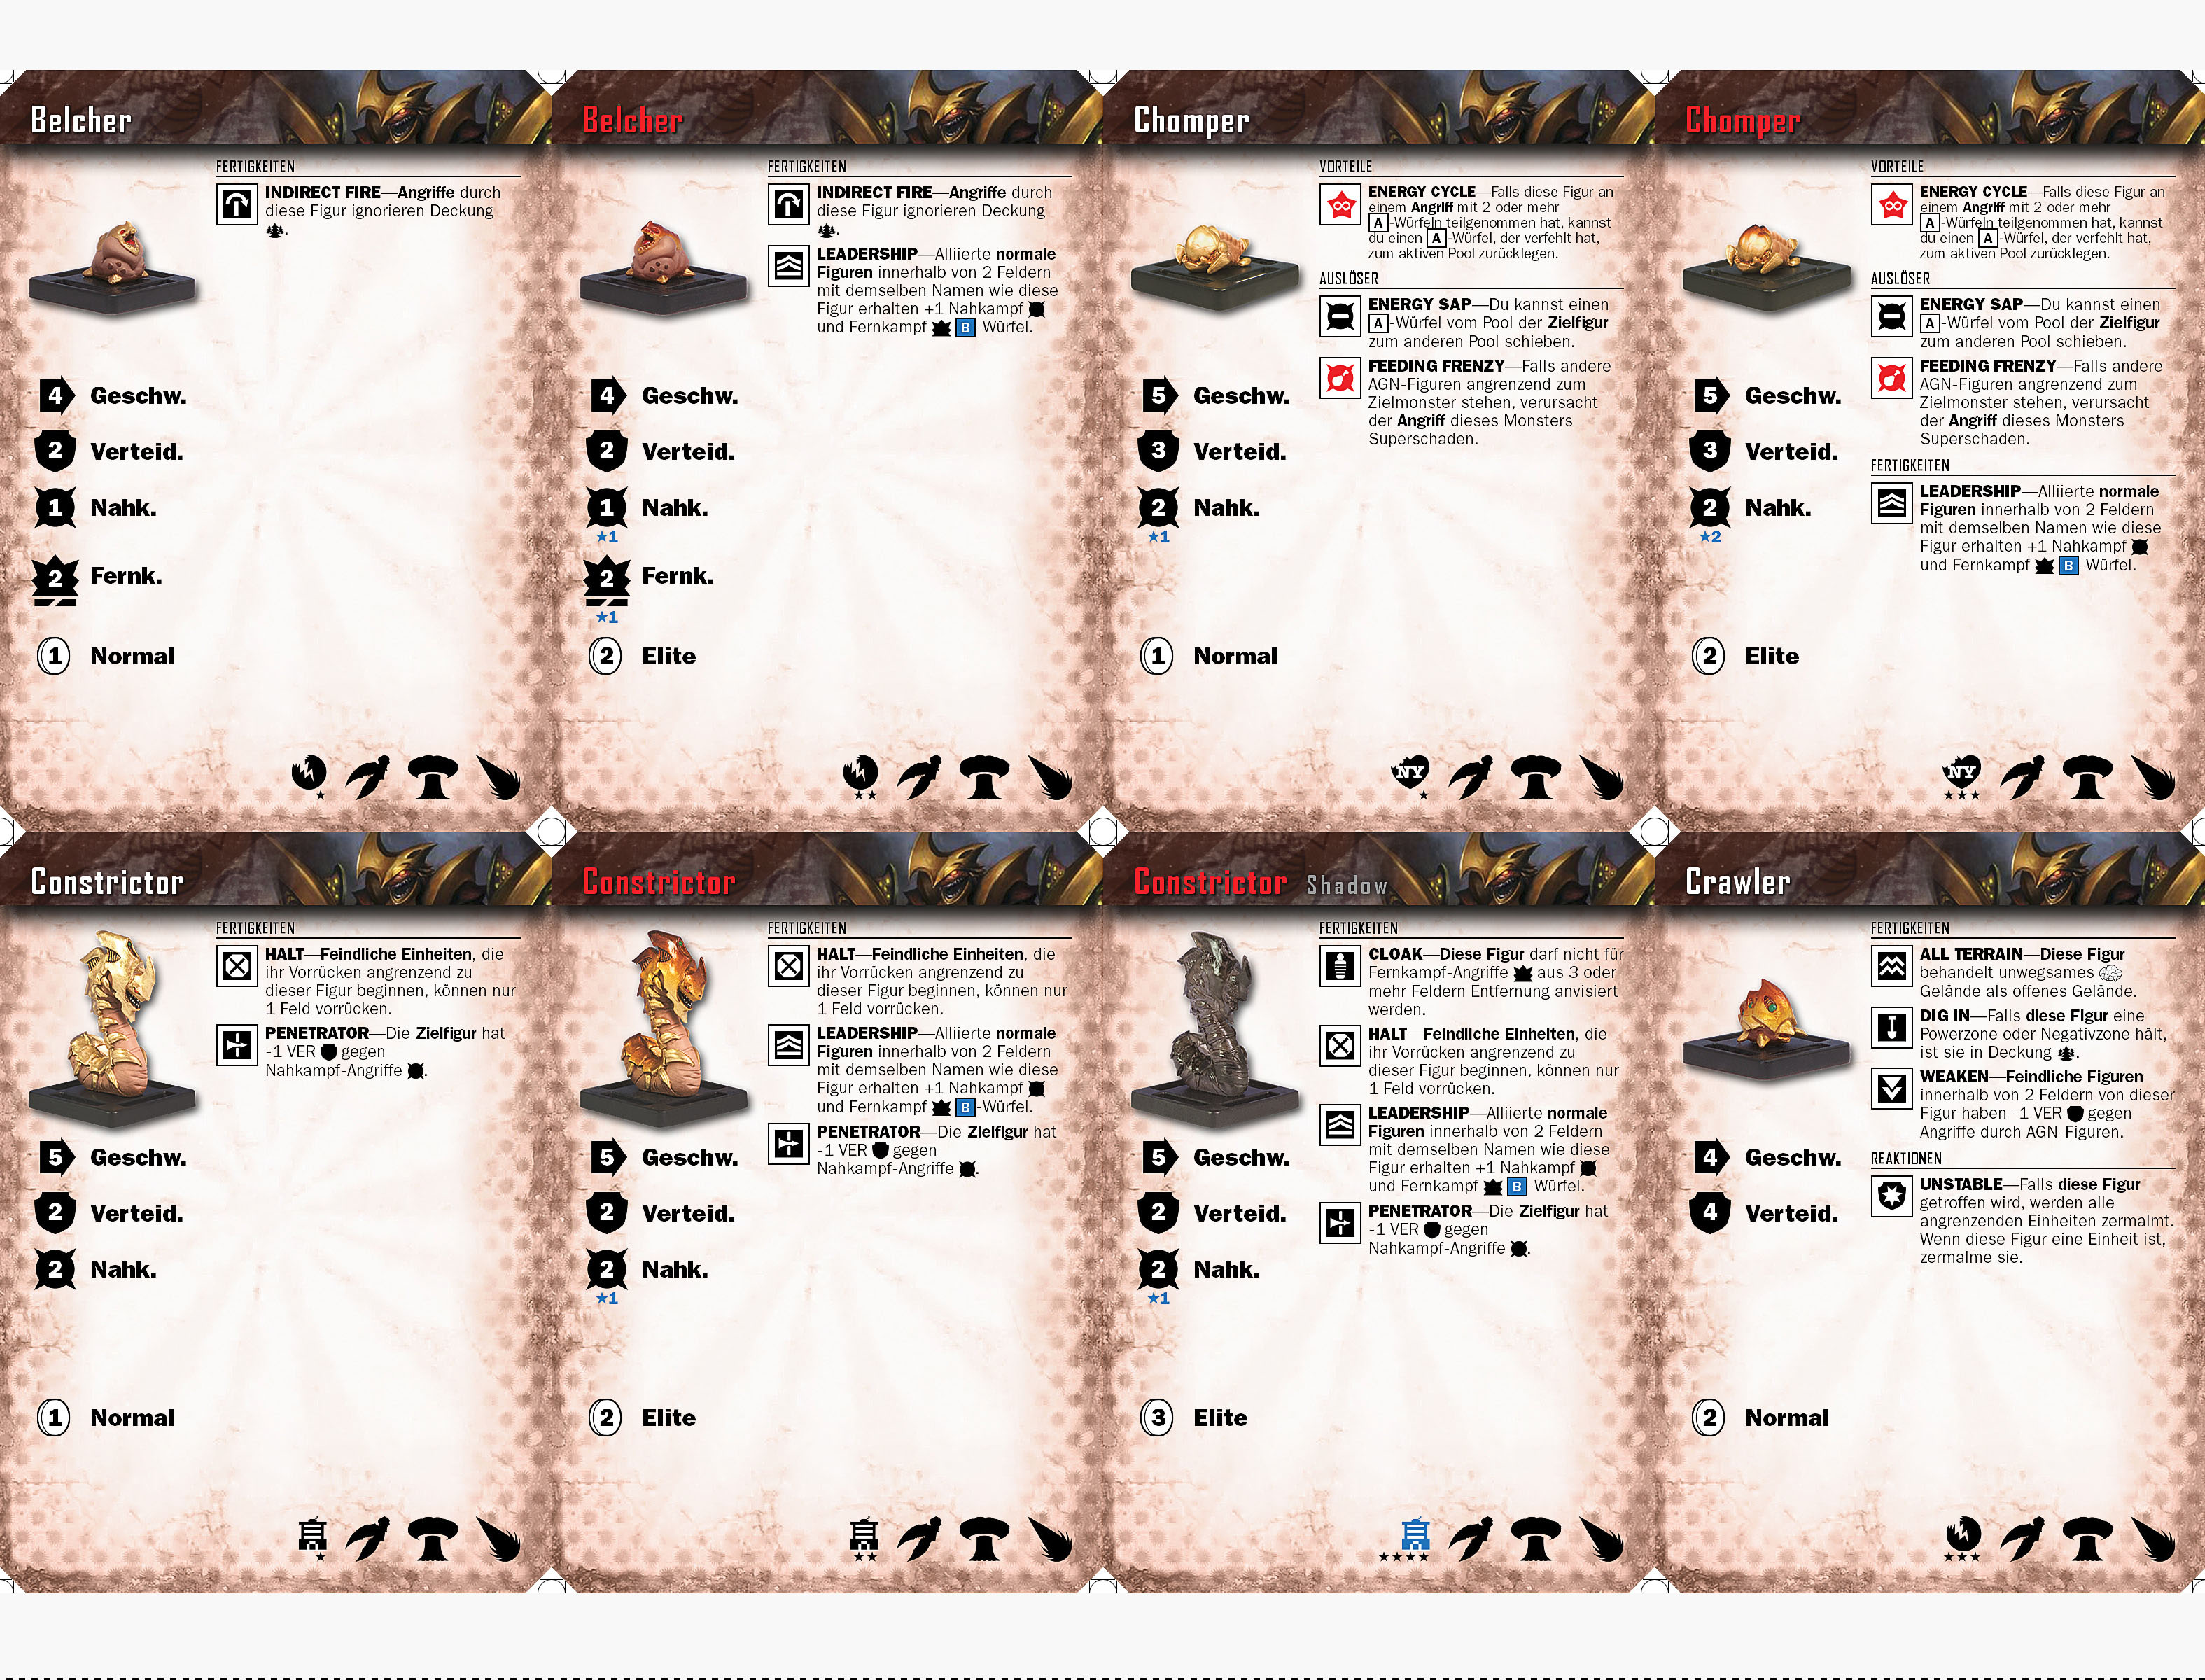 Belcher
FERTIGKEITEN
INDIRECT FIRE—Angriffe durch
diese Figur ignorieren Deckung
.
4 Geschw.
2 Verteid.
1 Nahk.
2 Fernk.
1 Normal
Belcher
FERTIGKEITEN
INDIRECT FIRE—Angriffe durch
diese Figur ignorieren Deckung
.
LEADERSHIP—Alliierte normale
Figuren innerhalb von 2 Feldern
mit demselben Namen wie diese
Figur erhalten +1 Nahkampf
und Fernkampf B-Würfel.
4 Geschw.
2 Verteid.
1 Nahk.
★1
2 Fernk.
★1
2 Elite
Chomper
VORTEILE
ENERGY CYCLE—Falls diese Figur an
einem Angriff mit 2 oder mehr
A-Würfeln teilgenommen hat, kannst
du einen A-Würfel, der verfehlt hat,
zum aktiven Pool zurücklegen.
AUSLÖSER
ENERGY SAP—Du kannst einen
A-Würfel vom Pool der Zielfigur
zum anderen Pool schieben.
FEEDING FRENZY—Falls andere
AGN-Figuren angrenzend zum
Zielmonster stehen, verursacht
der Angriff dieses Monsters
Superschaden.
5 Geschw.
3 Verteid.
2 Nahk.
★1
1 Normal
NY
Chomper
VORTEILE
ENERGY CYCLE—Falls diese Figur an
einem Angriff mit 2 oder mehr
A-Würfeln teilgenommen hat, kannst
du einen A-Würfel, der verfehlt hat,
zum aktiven Pool zurücklegen.
AUSLÖSER
ENERGY SAP—Du kannst einen
A-Würfel vom Pool der Zielfigur
zum anderen Pool schieben.
FEEDING FRENZY—Falls andere
AGN-Figuren angrenzend zum
Zielmonster stehen, verursacht
der Angriff dieses Monsters
Superschaden.
FERTIGKEITEN
LEADERSHIP—Alliierte normale
Figuren innerhalb von 2 Feldern
mit demselben Namen wie diese
Figur erhalten +1 Nahkampf
und Fernkampf B-Würfel.
5 Geschw.
3 Verteid.
2 Nahk.
★2
2 Elite
NY
Constrictor
FERTIGKEITEN
HALT—Feindliche Einheiten, die
ihr Vorrücken angrenzend zu
dieser Figur beginnen, können nur
1 Feld vorrücken.
PENETRATOR—Die Zielfigur hat
-1 VER gegen
Nahkampf-Angriffe .
5 Geschw.
2 Verteid.
2 Nahk.
1 Normal
Constrictor
FERTIGKEITEN
HALT—Feindliche Einheiten, die
ihr Vorrücken angrenzend zu
dieser Figur beginnen, können nur
1 Feld vorrücken.
LEADERSHIP—Alliierte normale
Figuren innerhalb von 2 Feldern
mit demselben Namen wie diese
Figur erhalten +1 Nahkampf
und Fernkampf B-Würfel.
PENETRATOR—Die Zielfigur hat
-1 VER gegen
Nahkampf-Angriffe .
5 Geschw.
2 Verteid.
2 Nahk.
★1
2 Elite
Constrictor Shadow
FERTIGKEITEN
CLOAK—Diese Figur darf nicht für
Fernkampf-Angriffe aus 3 oder
mehr Feldern Entfernung anvisiert
werden.
HALT—Feindliche Einheiten, die
ihr Vorrücken angrenzend zu
dieser Figur beginnen, können nur
1 Feld vorrücken.
LEADERSHIP—Alliierte normale
Figuren innerhalb von 2 Feldern
mit demselben Namen wie diese
Figur erhalten +1 Nahkampf
und Fernkampf B-Würfel.
PENETRATOR—Die Zielfigur hat
-1 VER gegen
Nahkampf-Angriffe .
5 Geschw.
2 Verteid.
2 Nahk.
★1
3 Elite
Crawler
FERTIGKEITEN
ALL TERRAIN—Diese Figur
behandelt unwegsames
Gelände als offenes Gelände.
DIG IN—Falls diese Figur eine
Powerzone oder Negativzone hält,
ist sie in Deckung .
WEAKEN—Feindliche Figuren
innerhalb von 2 Feldern von dieser
Figur haben -1 VER gegen
Angriffe durch AGN-Figuren.
REAKTIONEN
UNSTABLE—Falls diese Figur
getroffen wird, werden alle
angrenzenden Einheiten zermalmt.
Wenn diese Figur eine Einheit ist,
zermalme sie.
4 Geschw.
4 Verteid.
2 Normal